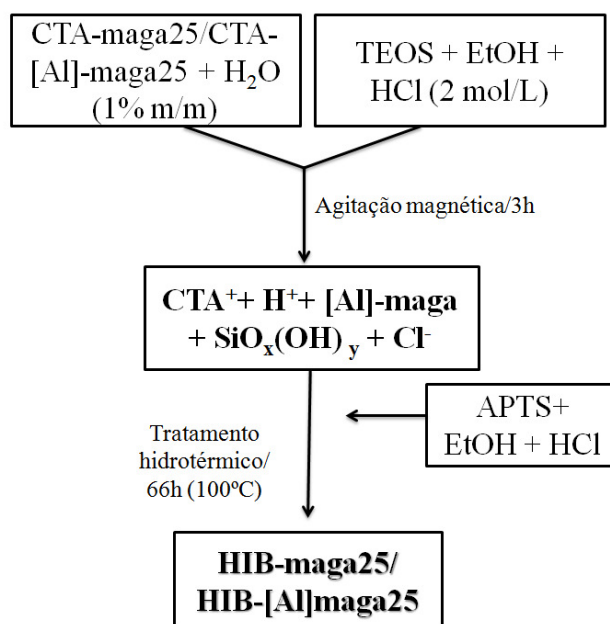 CTA-maga25/CTA-
[Al]-maga25 + H₂O
(1% m/m)
TEOS + EtOH +
HCl (2 mol/L)
Agitação magnética/3h
CTA⁺+ H⁺+ [Al]-maga
+ SiOₓ(OH) y + Cl⁻
APTS+
EtOH + HCl
Tratamento
hidrotérmico/
66h (100ºC)
HIB-maga25/
HIB-[Al]maga25